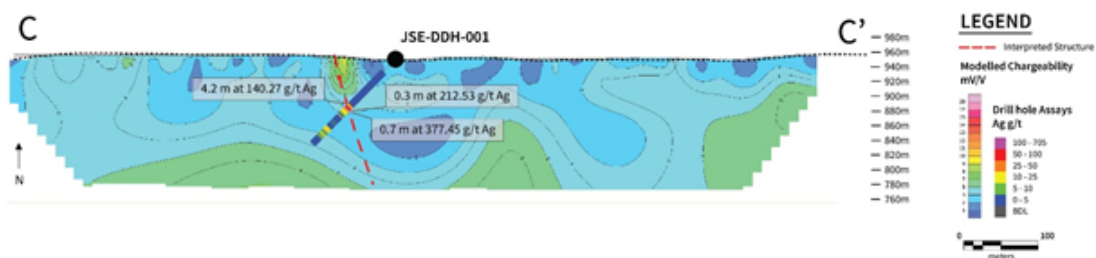 C
JSE-DDH-001
C’
4.2 m at 140.27 g/t Ag
0.3 m at 212.53 g/t Ag
0.7 m at 377.45 g/t Ag
N
980m
960m
940m
920m
900m
880m
860m
840m
820m
800m
780m
760m
LEGEND
Interpreted Structure
Modelled Chargeability
mV/V
Drill hole Assays
Ag g/t
100 - 705
50 - 100
25 - 50
10 - 25
5 - 10
0 - 5
BDL
0 100
meters